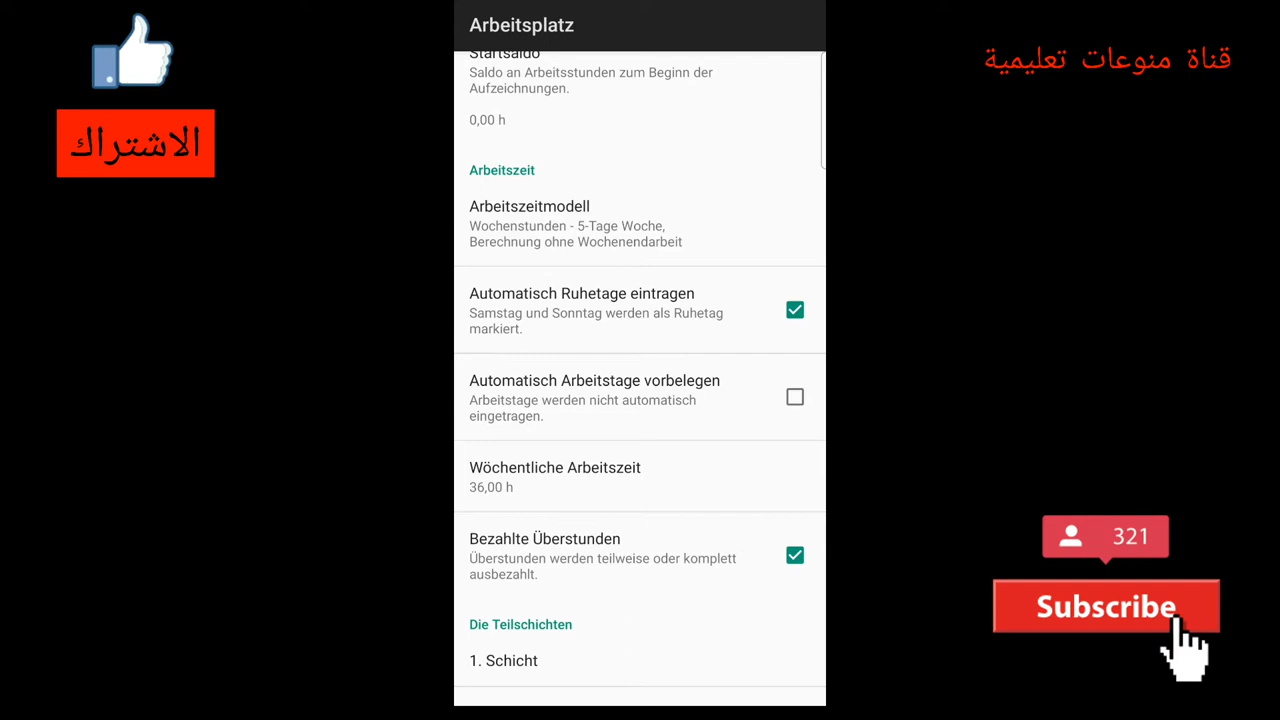 Arbeitsplatz
Startsaldo
Saldo an Arbeitsstunden zum Beginn der
Aufzeichnungen.
0,00 h
Arbeitszeit
Arbeitszeitmodell
Wochenstunden - 5-Tage Woche,
Berechnung ohne Wochenendarbeit
Automatisch Ruhetage eintragen
Samstag und Sonntag werden als Ruhetag
markiert.
Automatisch Arbeitstage vorbelegen
Arbeitstage werden nicht automatisch
eingetragen.
Wöchentliche Arbeitszeit
36,00 h
Bezahlte Überstunden
Überstunden werden teilweise oder komplett
ausbezahlt.
Die Teilschichten
1. Schicht
الاشتراك
قناة منوعات تعليمية
321
Subscribe